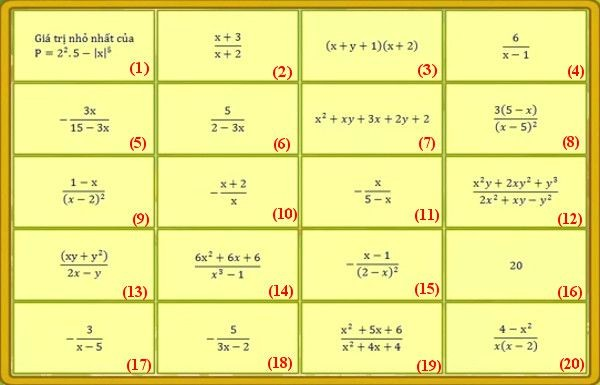 Giá trị nhỏ nhất của
P = 2².5 − |x|⁵ (1)
(x + 3)/(x + 2) (2)
(x + y + 1)(x + 2) (3)
6/(x − 1) (4)
−3x/(15 − 3x) (5)
5/(2 − 3x) (6)
x² + xy + 3x + 2y + 2 (7)
3(5 − x)/(x − 5)² (8)
(1 − x)/(x − 2)² (9)
−(x + 2)/x (10)
−x/(5 − x) (11)
(x²y + 2xy² + y³)/(2x² + xy − y²) (12)
(xy + y²)/(2x − y) (13)
(6x² + 6x + 6)/(x³ − 1) (14)
−(x − 1)/(2 − x)² (15)
20 (16)
−3/(x − 5) (17)
−5/(3x − 2) (18)
(x² + 5x + 6)/(x² + 4x + 4) (19)
(4 − x²)/(x(x − 2)) (20)